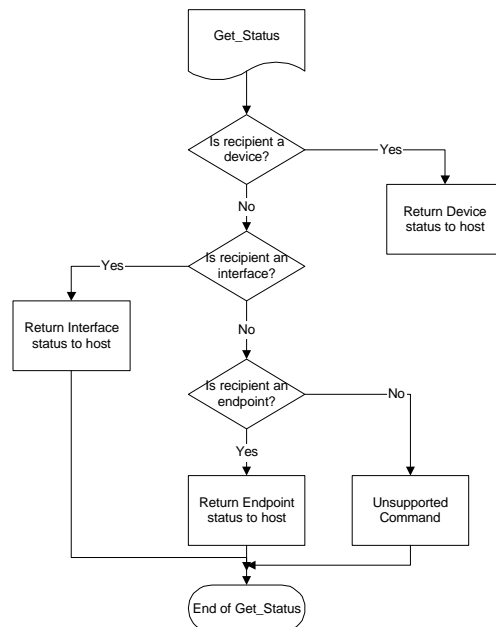 Get_Status
Is recipient a
device?
Yes
Return Device
status to host
No
Is recipient an
interface?
Yes
Return Interface
status to host
No
Is recipient an
endpoint?
No
Yes
Return Endpoint
status to host
Unsupported
Command
End of Get_Status